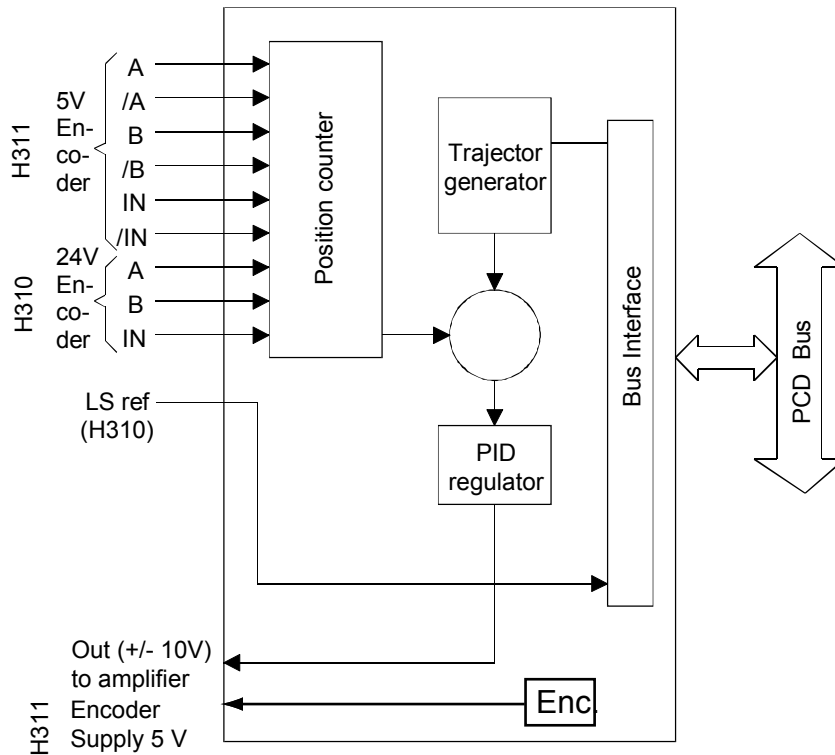 H311
5V
En-
co-
der
A
/A
B
/B
IN
/IN
H310
24V
En-
co-
der
A
B
IN
Position counter
Trajector
generator
Bus Interface
PCD Bus
LS ref
(H310)
PID
regulator
Out (+/- 10V)
to amplifier
H311
Encoder
Supply 5 V
Enc.